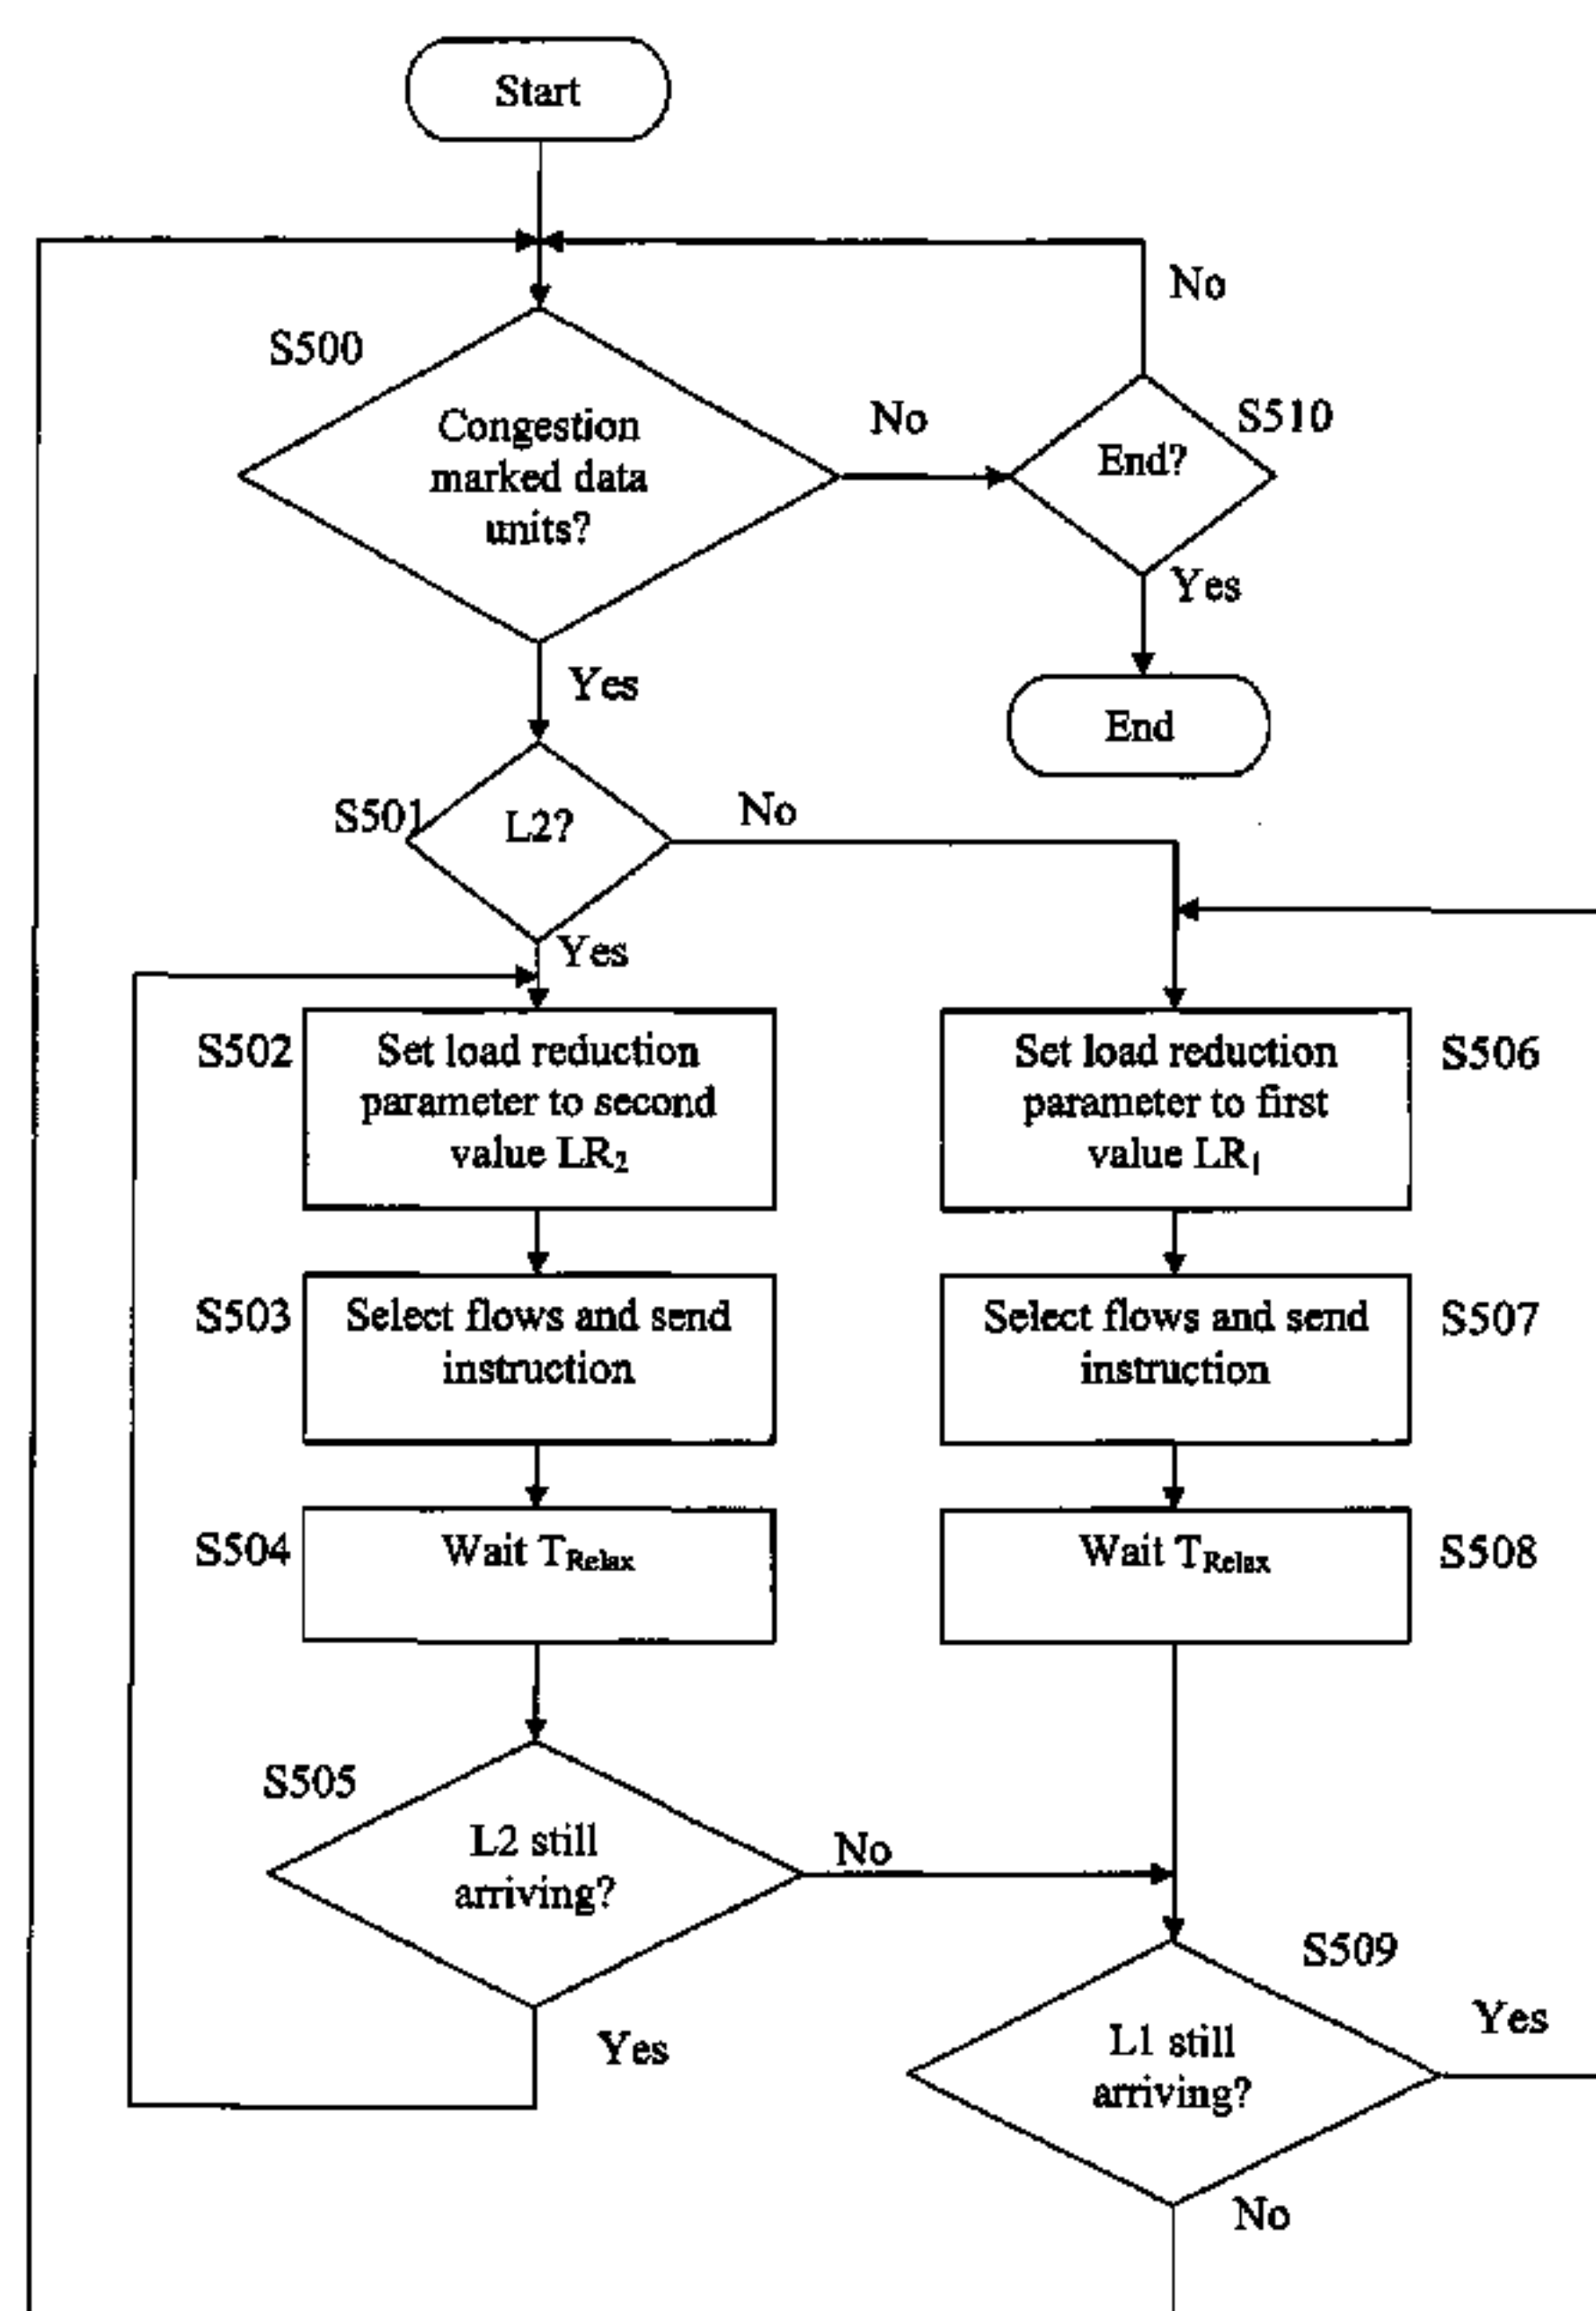 Start
No
S500
Congestion
marked data
units?
No
S510
End?
Yes
Yes
End
S501
L2?
No
Yes
S502
Set load reduction
parameter to second
value LR₂
Set load reduction
parameter to first
value LR₁
S506
S503
Select flows and send
instruction
Select flows and send
instruction
S507
S504
Wait T_Relax
Wait T_Relax
S508
S505
L2 still
arriving?
No
S509
Yes
L1 still
arriving?
Yes
No